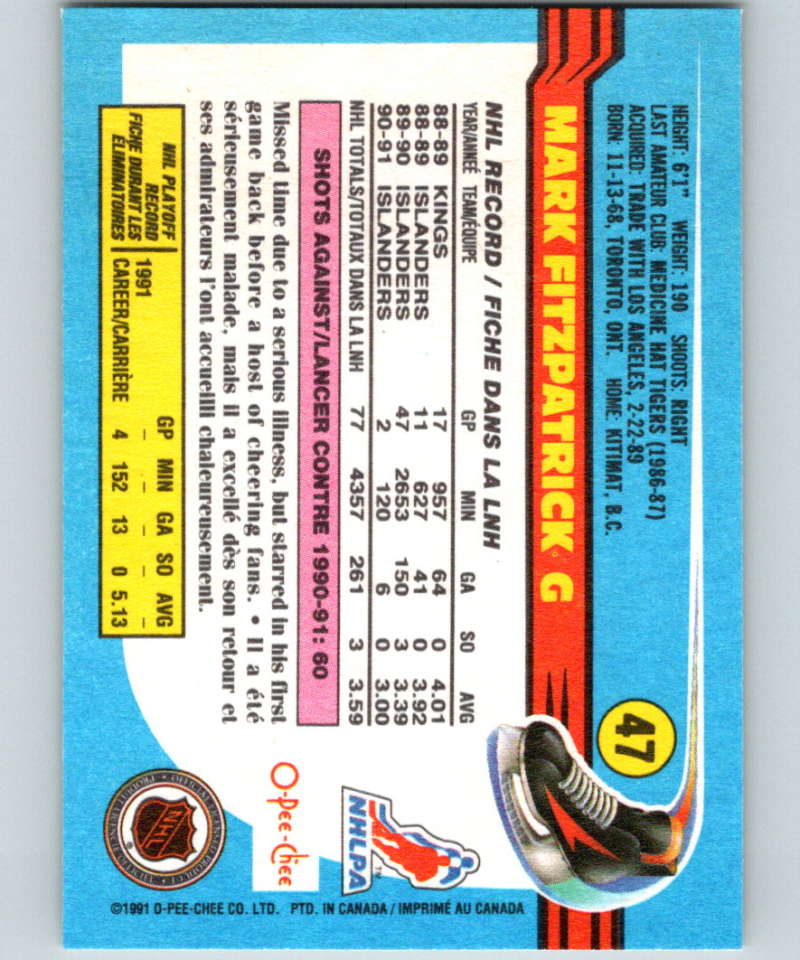 HEIGHT: 6'1" WEIGHT: 190 SHOOTS: RIGHT
LAST AMATEUR CLUB: MEDICINE HAT TIGERS (1986-87)
ACQUIRED: TRADE WITH LOS ANGELES, 2-22-89
BORN: 11-13-68, TORONTO, ONT. HOME: KITIMAT, B.C.
47
MARK FITZPATRICK · G
NHL RECORD / FICHE DANS LA LNH
YEAR/ANNÉE TEAM/ÉQUIPE GP MIN GA SO AVG
88-89 KINGS 17 957 64 0 4.01
88-89 ISLANDERS 11 627 41 0 3.92
89-90 ISLANDERS 47 2653 150 3 3.39
90-91 ISLANDERS 2 120 6 0 3.00
NHL TOTALS/TOTAUX DANS LA LNH 77 4357 261 3 3.59
SHOTS AGAINST/LANCER CONTRE 1990-91: 60
Missed time due to a serious illness, but starred in his first
game back before a host of cheering fans. • Il a été
sérieusement malade, mais il a excellé dès son retour et
ses admirateurs l'ont accueilli chaleureusement.
NHL PLAYOFF
RECORD
FICHE DURANT LES
ÉLIMINATOIRES
GP MIN GA SO AVG
1991 – – – – –
CAREER/CARRIÈRE 4 152 13 0 5.13
NHLPA
TM
O-Pee-Chee
NHL
®
©1991 O-PEE-CHEE CO. LTD. PTD. IN CANADA / IMPRIMÉ AU CANADA